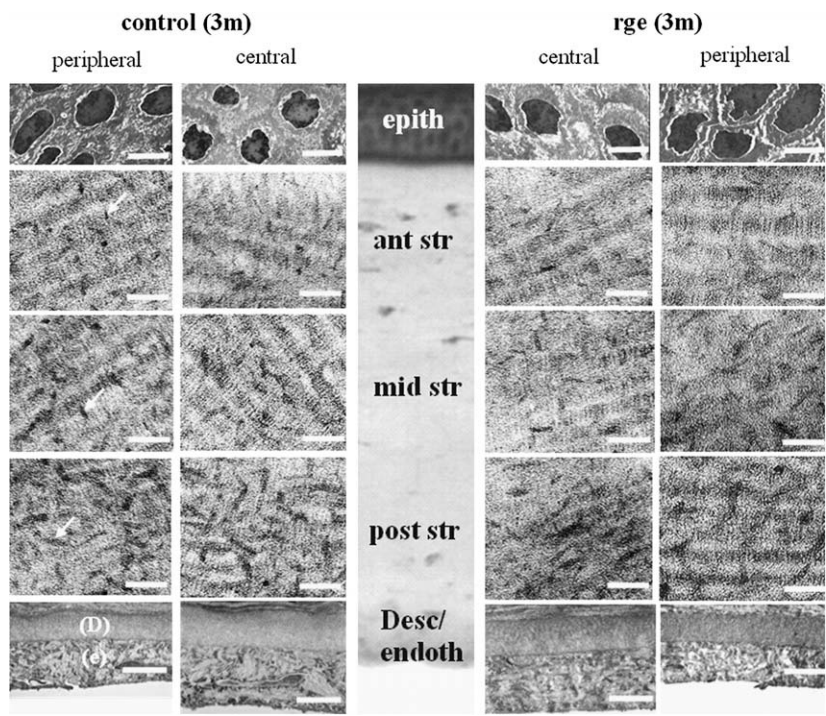 control (3m) rge (3m)
peripheral central central peripheral
epith
ant str
mid str
post str
Desc/
endoth
(D)
(e)